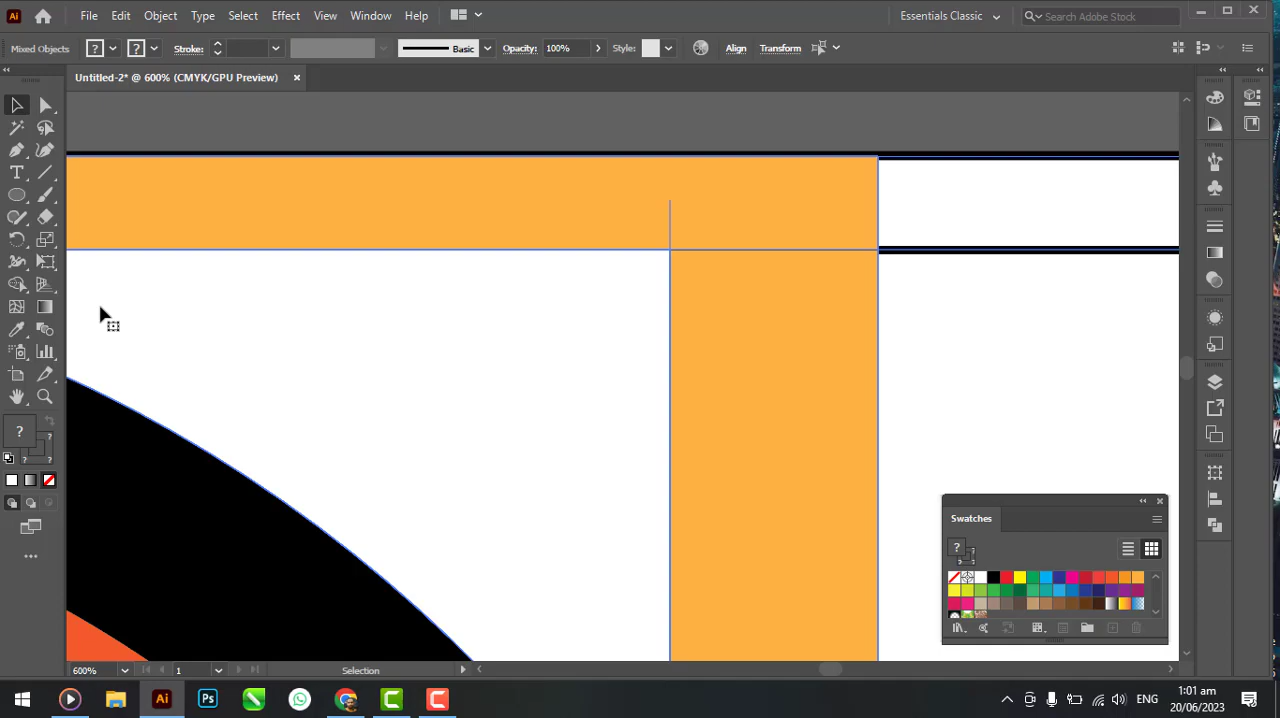 Ai File Edit Object Type Select Effect View Window Help Essentials Classic Search Adobe Stock
Mixed Objects ? ? Stroke: Basic Opacity: 100% Style: Align Transform
Untitled-2* @ 600% (CMYK/GPU Preview)
T
? ? ? ?
Swatches
?
600% 1 Selection
Ai Ps ENG 1:01 am
20/06/2023